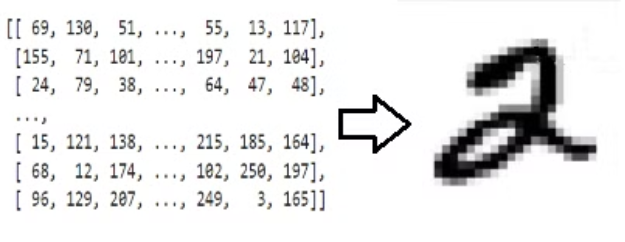 [[ 69, 130, 51, ..., 55, 13, 117],
[155, 71, 101, ..., 197, 21, 104],
[ 24, 79, 38, ..., 64, 47, 48],
...,
[ 15, 121, 138, ..., 215, 185, 164],
[ 68, 12, 174, ..., 102, 250, 197],
[ 96, 129, 207, ..., 249, 3, 165]]
2